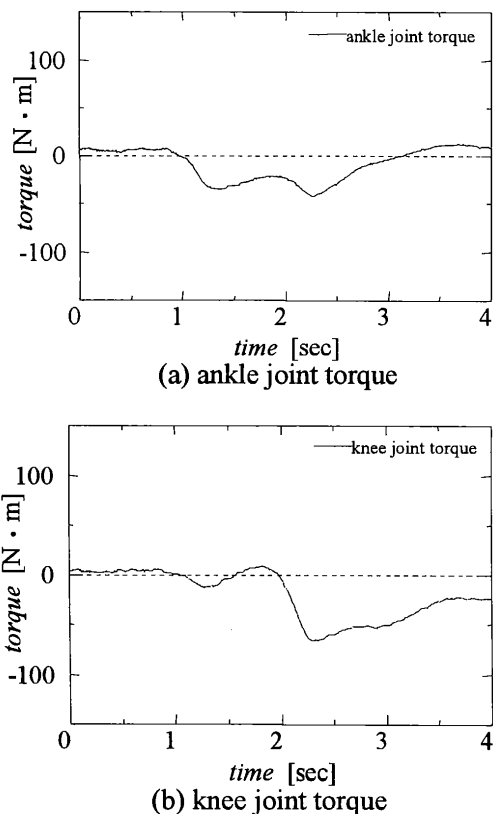 ankle joint torque
100
0
-100
torque [N・m]
0 1 2 3 4
time [sec]
(a) ankle joint torque
knee joint torque
100
0
-100
torque [N・m]
0 1 2 3 4
time [sec]
(b) knee joint torque